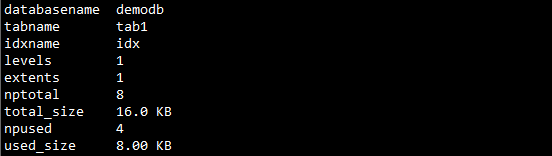 databasename demodb
tabname tab1
idxname idx
levels 1
extents 1
nptotal 8
total_size 16.0 KB
npused 4
used_size 8.00 KB